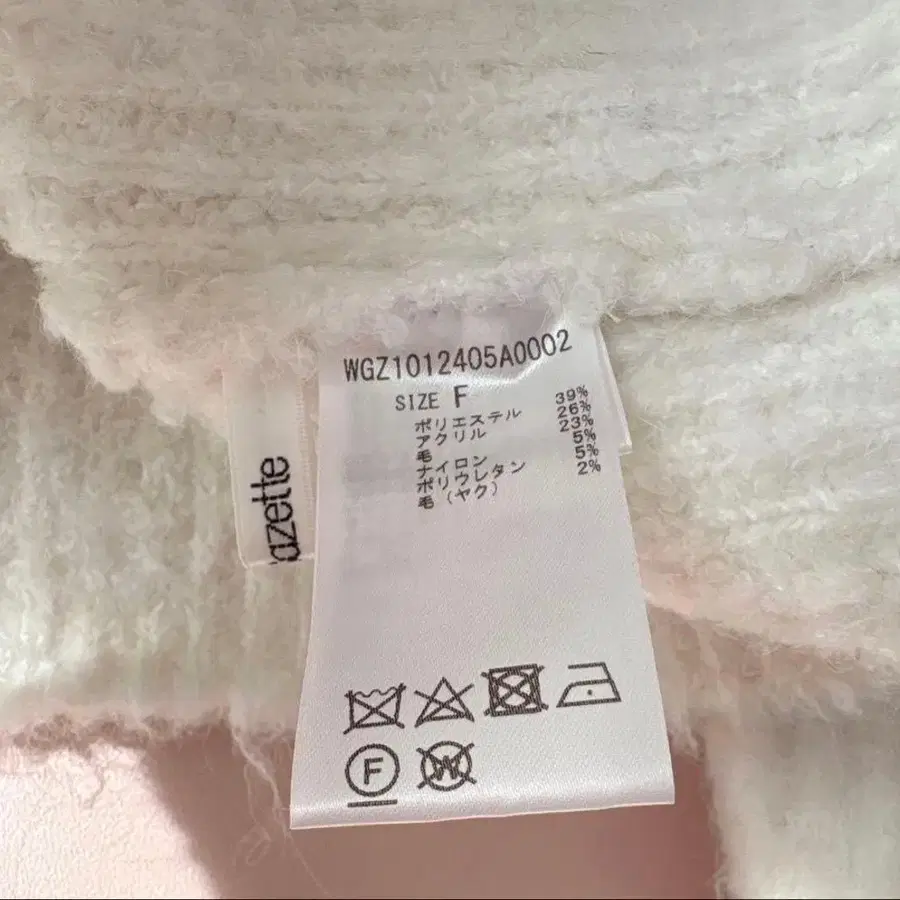 WGZ1012405A0002
SIZE F
ポリエステル 39%
アクリル 26%
毛 23%
ナイロン 5%
ポリウレタン 5%
毛(ヤク) 2%
azette
F
W